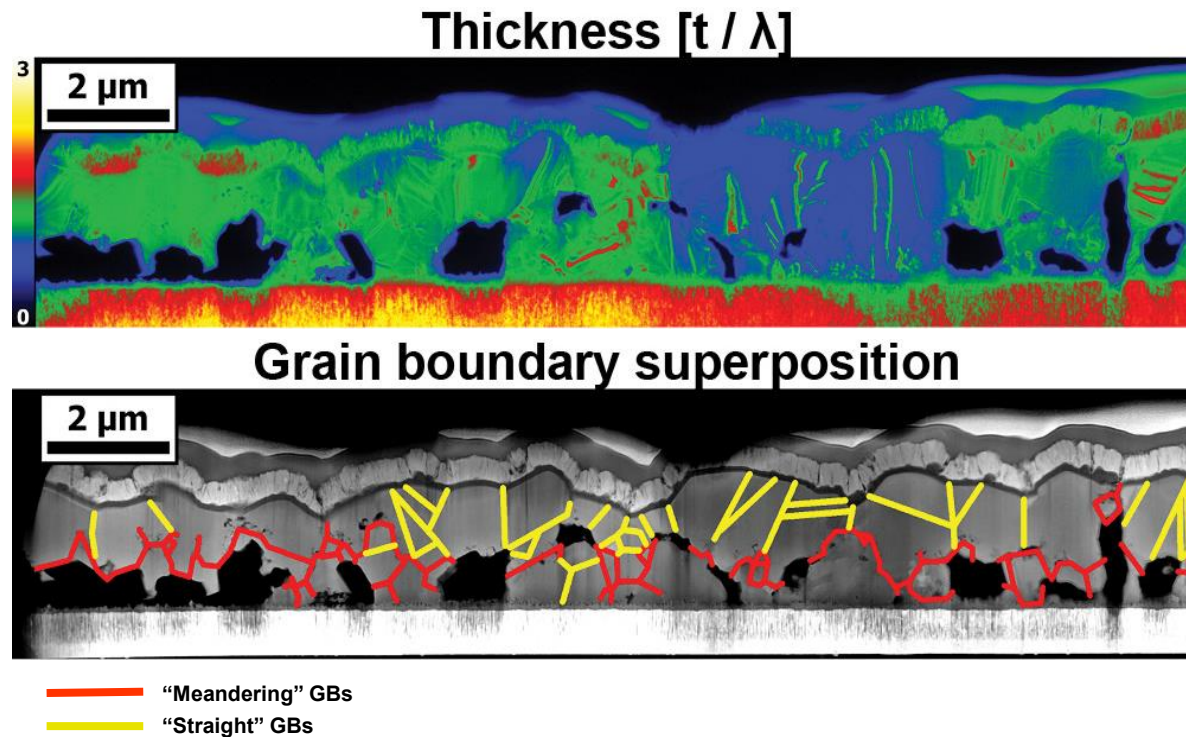 Thickness [t / λ]
3
2 µm
0
Grain boundary superposition
2 µm
“Meandering” GBs
“Straight” GBs